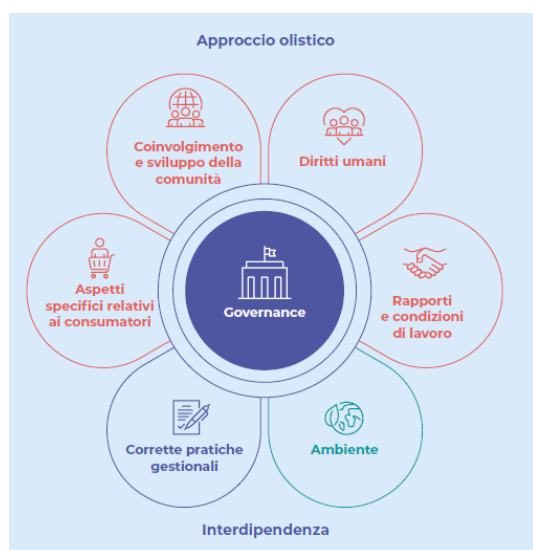 Approccio olistico
Coinvolgimento
e sviluppo della
comunità
Diritti umani
Aspetti
specifici relativi
ai consumatori
Governance
Rapporti
e condizioni
di lavoro
Corrette pratiche
gestionali
Ambiente
Interdipendenza